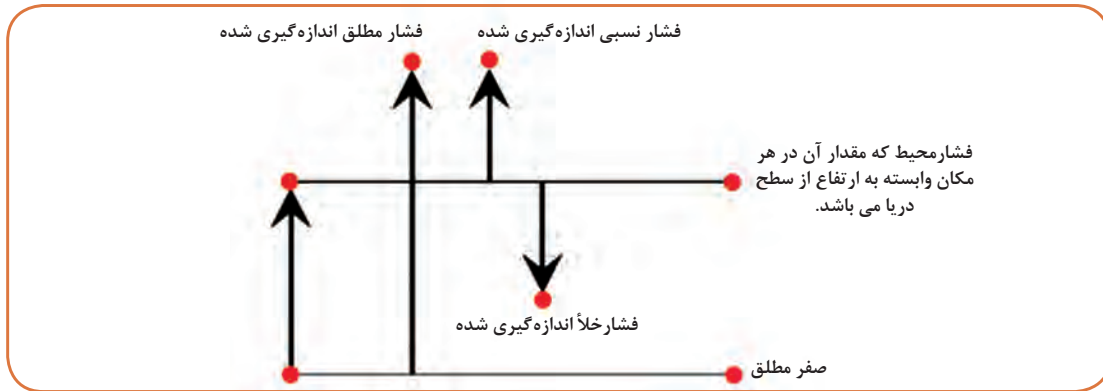 فشار نسبی اندازه‌گیری شده
فشار مطلق اندازه‌گیری شده
فشارمحیط که مقدار آن در هر
مکان وابسته به ارتفاع از سطح
دریا می باشد.
فشارخلأ اندازه‌گیری شده
صفر مطلق